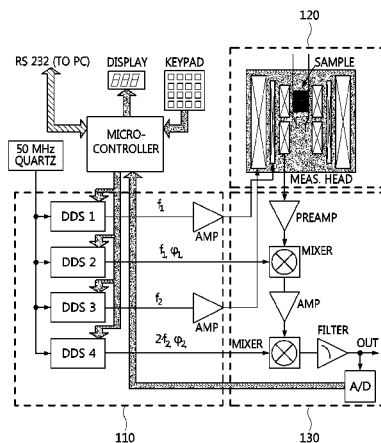 120
RS 232 (TO PC)
DISPLAY
KEYPAD
SAMPLE
MICRO-
CONTROLLER
50 MHz
QUARTZ
MEAS. HEAD
DDS 1
f₁
AMP
PREAMP
DDS 2
f₁, φ₁,
MIXER
DDS 3
f₂
AMP
AMP
DDS 4
2f₂, φ₂,
MIXER
FILTER
OUT
A/D
110
130